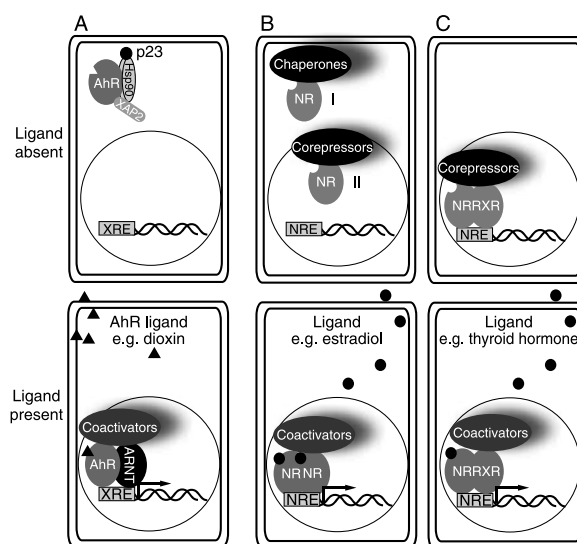 A
B
C
p23
Hsp90
AhR
XAP2
Chaperones
NR
I
Ligand
absent
Corepressors
NR
II
Corepressors
NRRXR
XRE
NRE
NRE
AhR ligand
e.g. dioxin
Ligand
e.g. estradiol
Ligand
e.g. thyroid hormone
Ligand
present
Coactivators
Coactivators
Coactivators
AhR
ARNT
NR NR
NRRXR
XRE
NRE
NRE